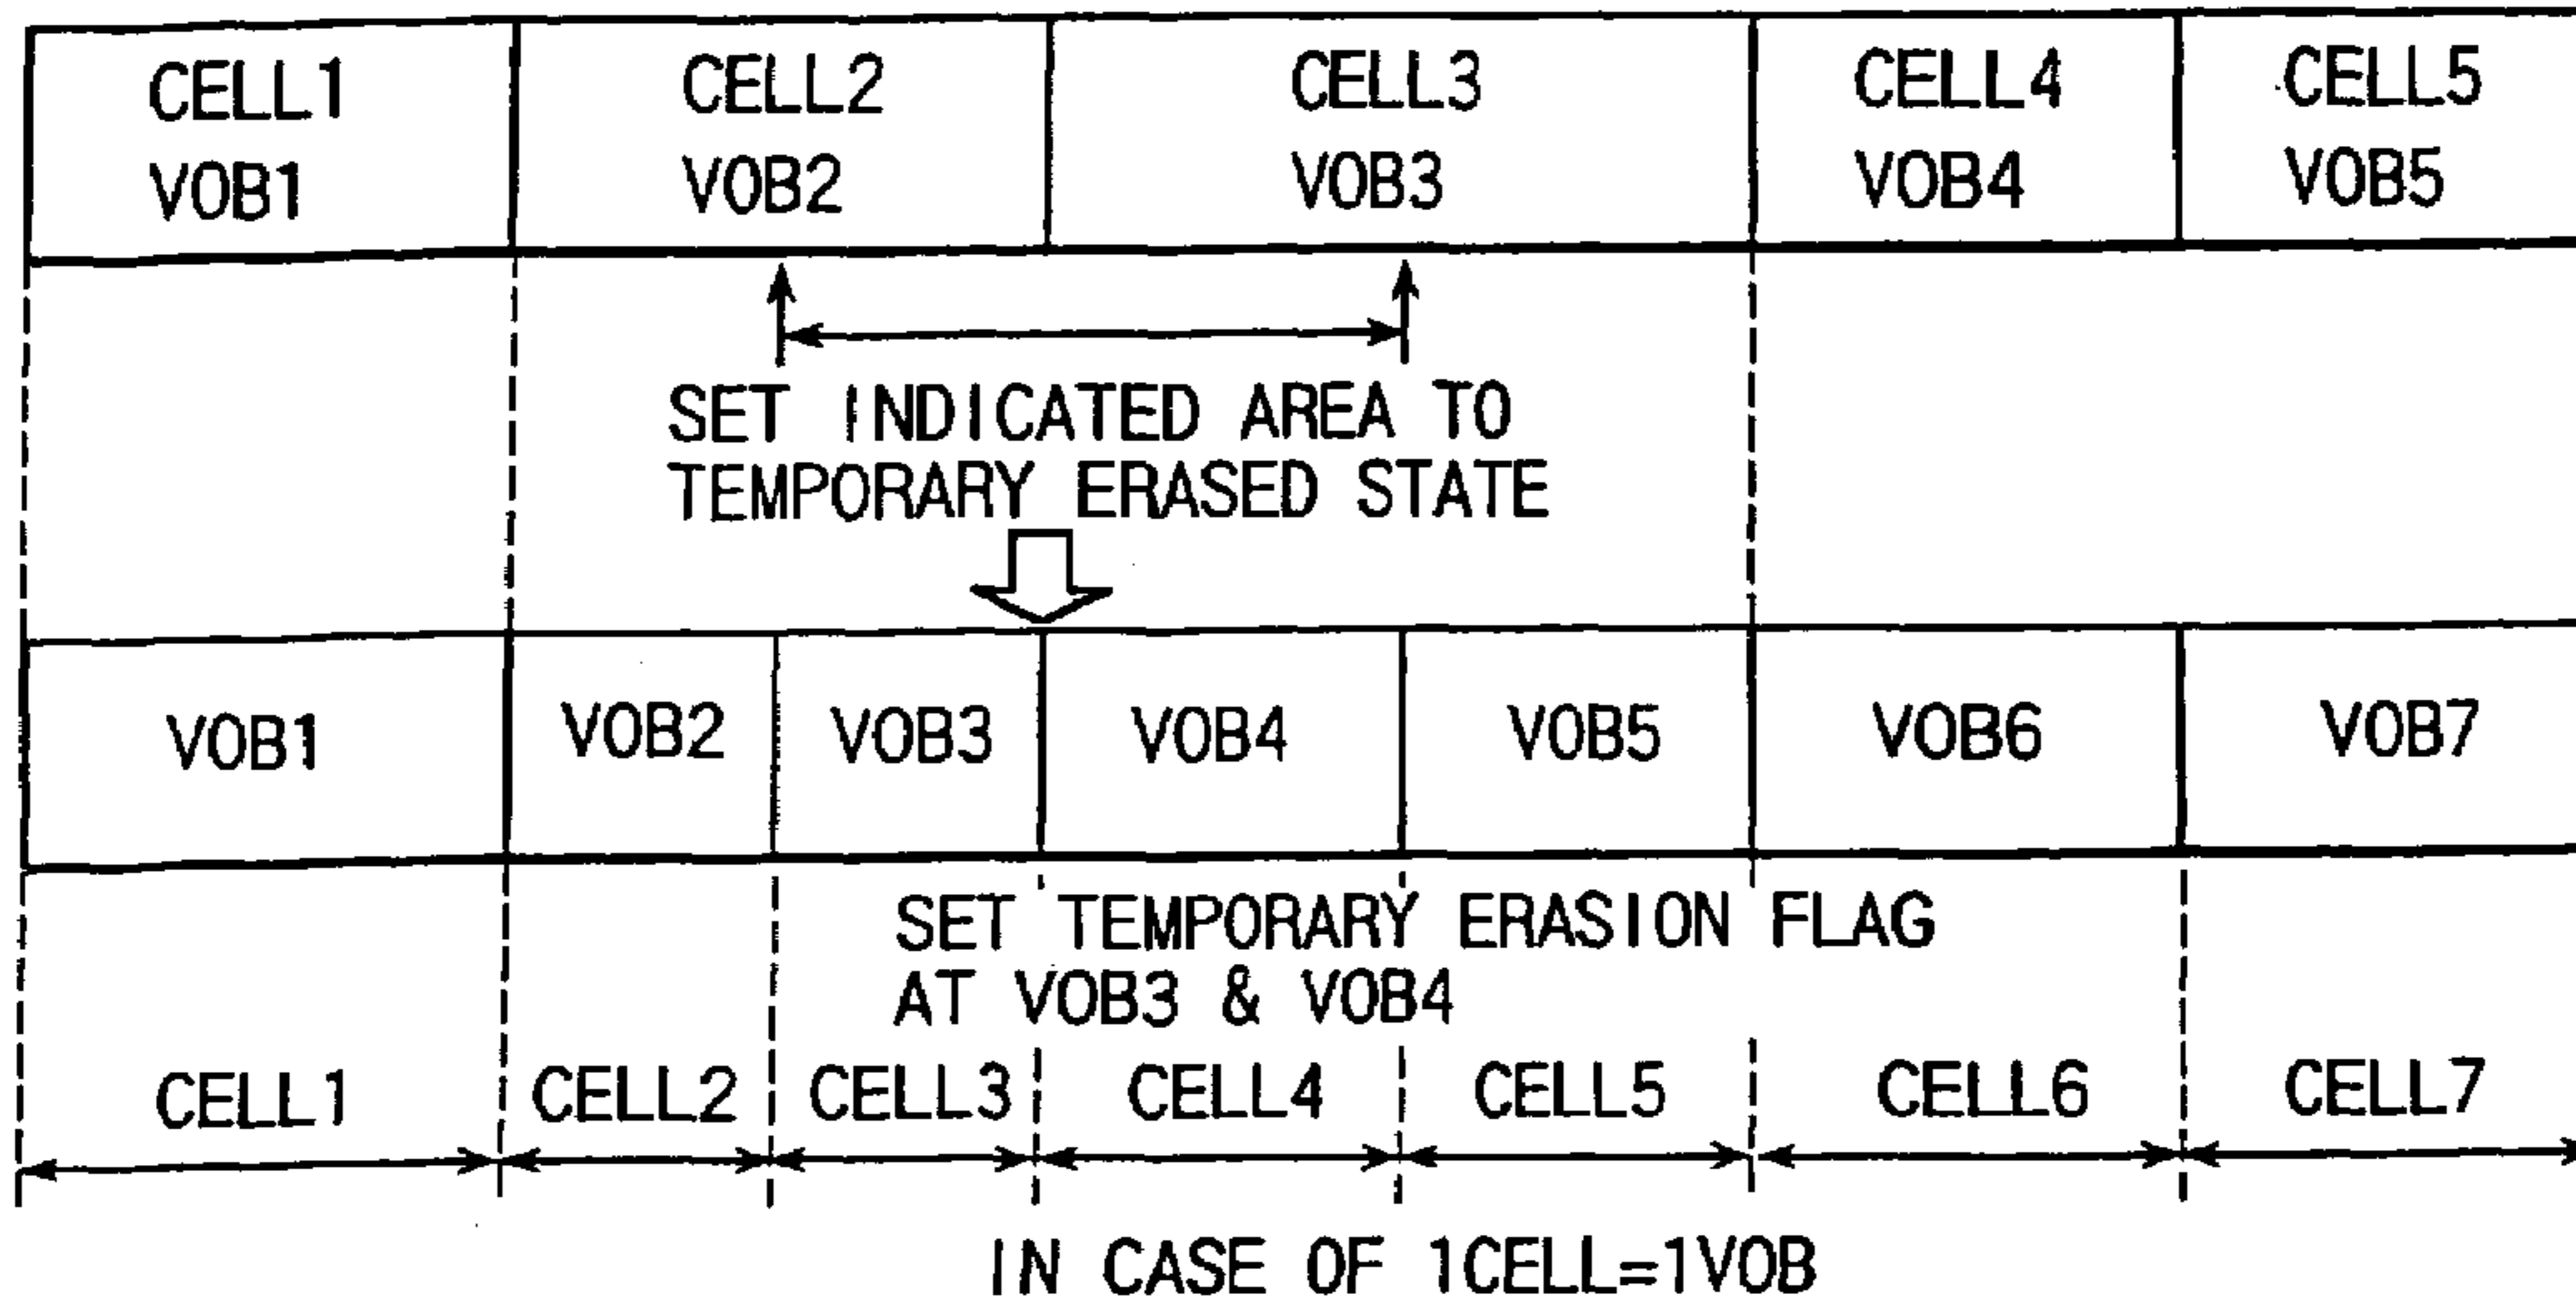 CELL1 CELL2 CELL3 CELL4 CELL5
VOB1 VOB2 VOB3 VOB4 VOB5
SET INDICATED AREA TO
TEMPORARY ERASED STATE
VOB1 VOB2 VOB3 VOB4 VOB5 VOB6 VOB7
SET TEMPORARY ERASION FLAG
AT VOB3 & VOB4
CELL1 CELL2 CELL3 CELL4 CELL5 CELL6 CELL7
IN CASE OF 1CELL=1VOB